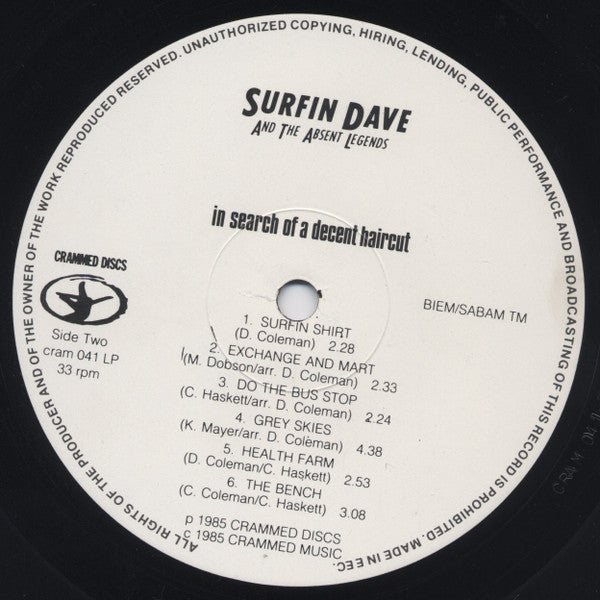 ALL RIGHTS OF THE PRODUCER AND OF THE OWNER OF THE WORK REPRODUCED RESERVED. UNAUTHORIZED COPYING, HIRING, LENDING, PUBLIC PERFORMANCE AND BROADCASTING OF THIS RECORD IS PROHIBITED. MADE IN EEC.
SURFIN DAVE
AND THE ABSENT LEGENDS
in search of a decent haircut
CRAMMED DISCS
Side Two
cram 041 LP
33 rpm
BIEM/SABAM TM
1. SURFIN SHIRT
(D. Coleman) 2.28
2. EXCHANGE AND MART
(M. Dobson/arr. D. Coleman) 2.33
3. DO THE BUS STOP
(C. Haskett/arr. D. Coleman) 2.24
4. GREY SKIES
(K. Mayer/arr. D. Coleman) 4.38
5. HEALTH FARM
(D. Coleman/C. Haskett) 2.53
6. THE BENCH
(C. Coleman/C. Haskett) 3.08
p 1985 CRAMMED DISCS
c 1985 CRAMMED MUSIC